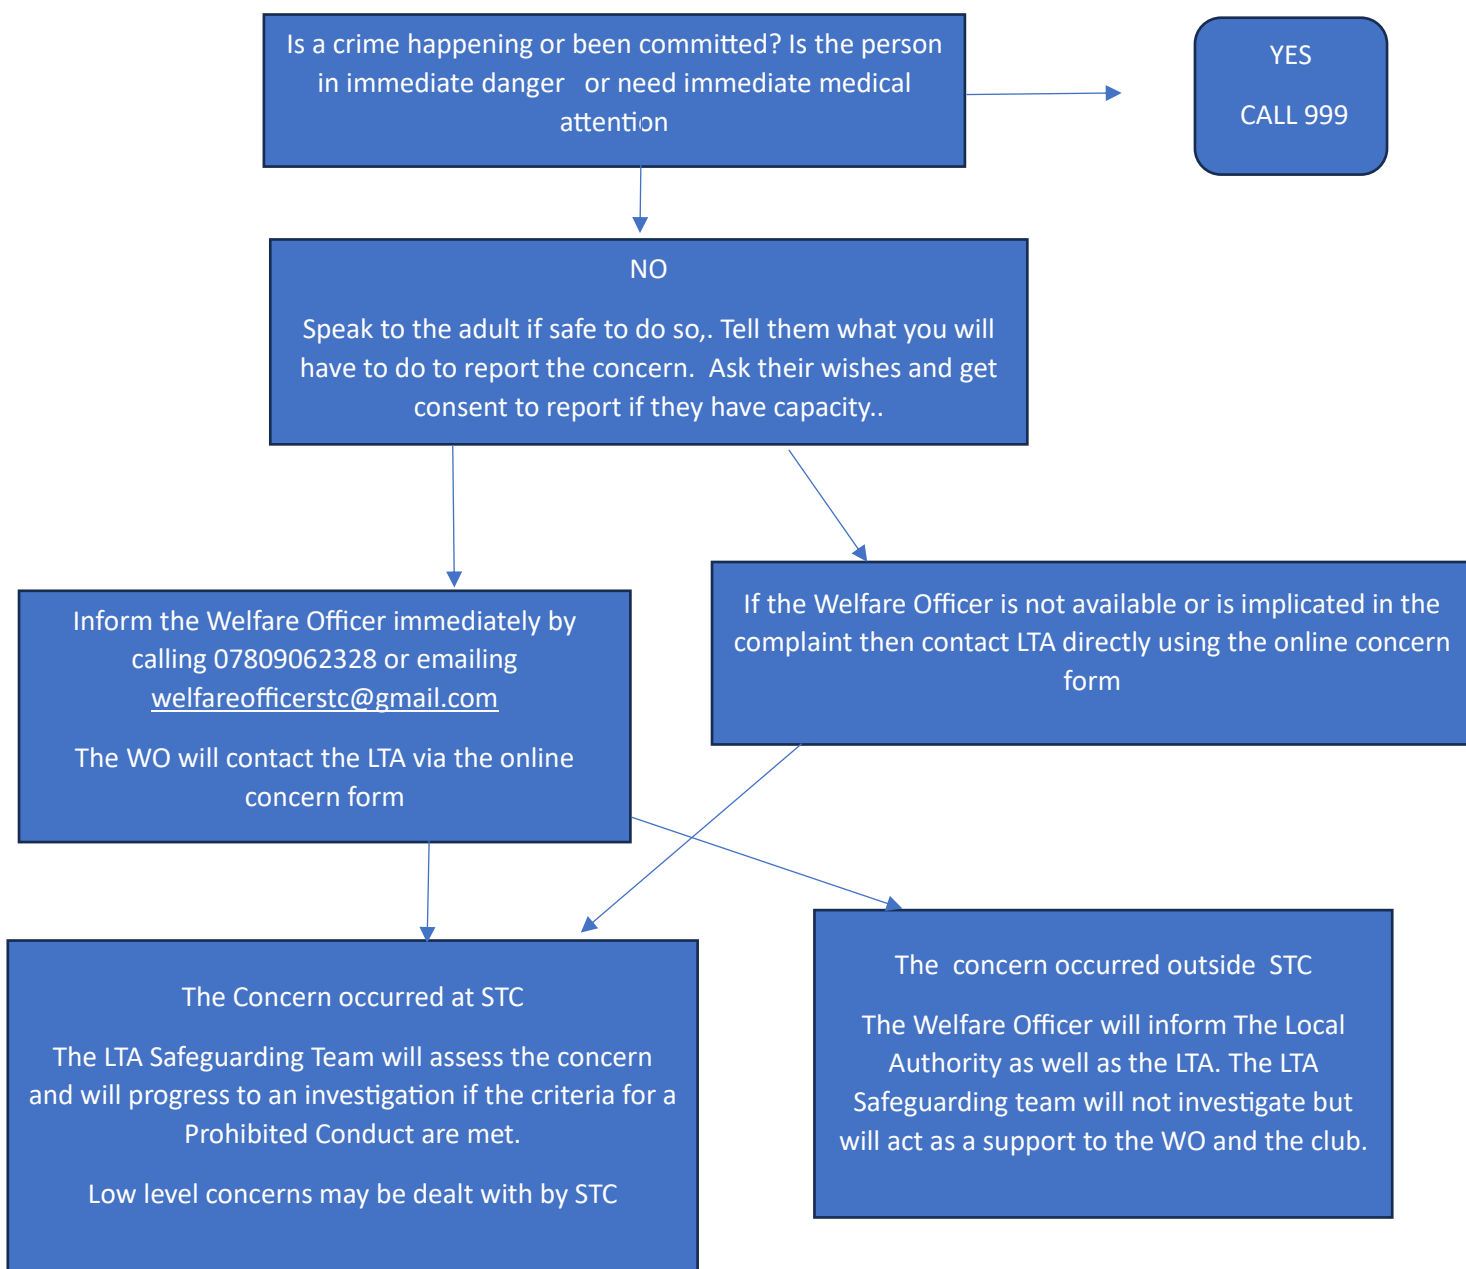 Is a crime happening or been committed? Is the person
in immediate danger   or need immediate medical
attention
YES
CALL 999
NO
Speak to the adult if safe to do so,. Tell them what you will
have to do to report the concern.  Ask their wishes and get
consent to report if they have capacity..
Inform the Welfare Officer immediately by
calling 07809062328 or emailing
welfareofficerstc@gmail.com
The WO will contact the LTA via the online
concern form
If the Welfare Officer is not available or is implicated in the
complaint then contact LTA directly using the online concern
form
The Concern occurred at STC
The LTA Safeguarding Team will assess the concern
and will progress to an investigation if the criteria for a
Prohibited Conduct are met.
Low level concerns may be dealt with by STC
The  concern occurred outside  STC
The Welfare Officer will inform The Local
Authority as well as the LTA. The LTA
Safeguarding team will not investigate but
will act as a support to the WO and the club.